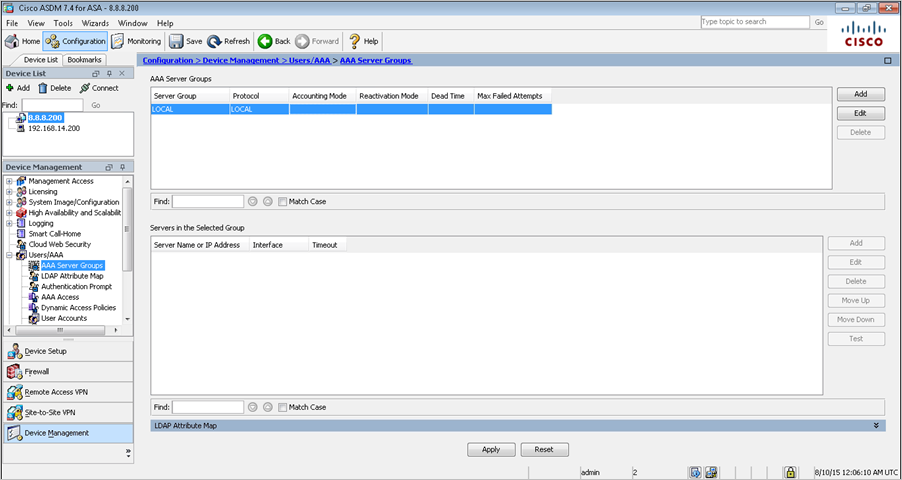 Cisco ASDM 7.4 for ASA - 8.8.8.200
File View Tools Wizards Window Help
Type topic to search Go
Home Configuration Monitoring Save Refresh Back Forward Help
CISCO
Device List Bookmarks
Device List
Add Delete Connect
Find: Go
8.8.8.200
192.168.14.200
Device Management
Management Access
Licensing
System Image/Configuration
High Availability and Scalabilit
Logging
Smart Call-Home
Cloud Web Security
Users/AAA
AAA Server Groups
LDAP Attribute Map
Authentication Prompt
AAA Access
Dynamic Access Policies
User Accounts
Device Setup
Firewall
Remote Access VPN
Site-to-Site VPN
Device Management
Configuration > Device Management > Users/AAA > AAA Server Groups
AAA Server Groups
Server Group Protocol Accounting Mode Reactivation Mode Dead Time Max Failed Attempts
LOCAL LOCAL
Add
Edit
Delete
Find: Match Case
Servers in the Selected Group
Server Name or IP Address Interface Timeout
Add
Edit
Delete
Move Up
Move Down
Test
Find: Match Case
LDAP Attribute Map
Apply Reset
admin 2 8/10/15 12:06:10 AM UTC